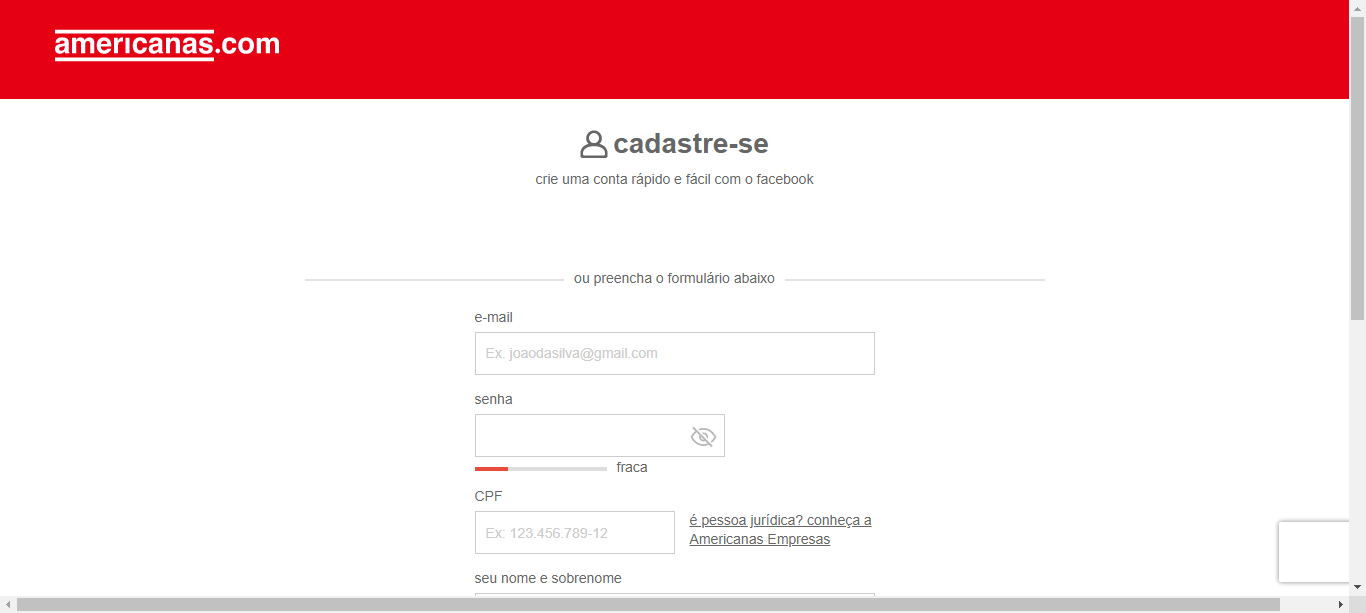 americanas.com
cadastre-se
crie uma conta rápido e fácil com o facebook
ou preencha o formulário abaixo
e-mail
Ex. joaodasilva@gmail.com
senha
fraca
CPF
Ex: 123.456.789-12
é pessoa jurídica? conheça a
Americanas Empresas
seu nome e sobrenome